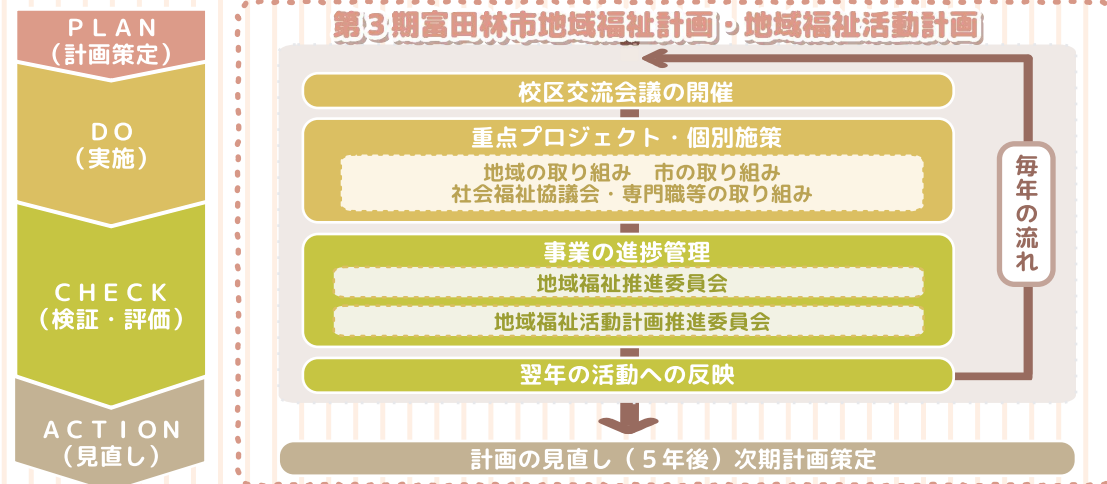 ＰＬＡＮ
（計画策定）
ＤＯ
（実施）
ＣＨＥＣＫ
（検証・評価）
ＡＣＴＩＯＮ
（見直し）
第３期富田林市地域福祉計画・地域福祉活動計画
校区交流会議の開催
重点プロジェクト・個別施策
地域の取り組み　市の取り組み
社会福祉協議会・専門職等の取り組み
事業の進捗管理
地域福祉推進委員会
地域福祉活動計画推進委員会
翌年の活動への反映
毎年の流れ
計画の見直し（５年後）次期計画策定